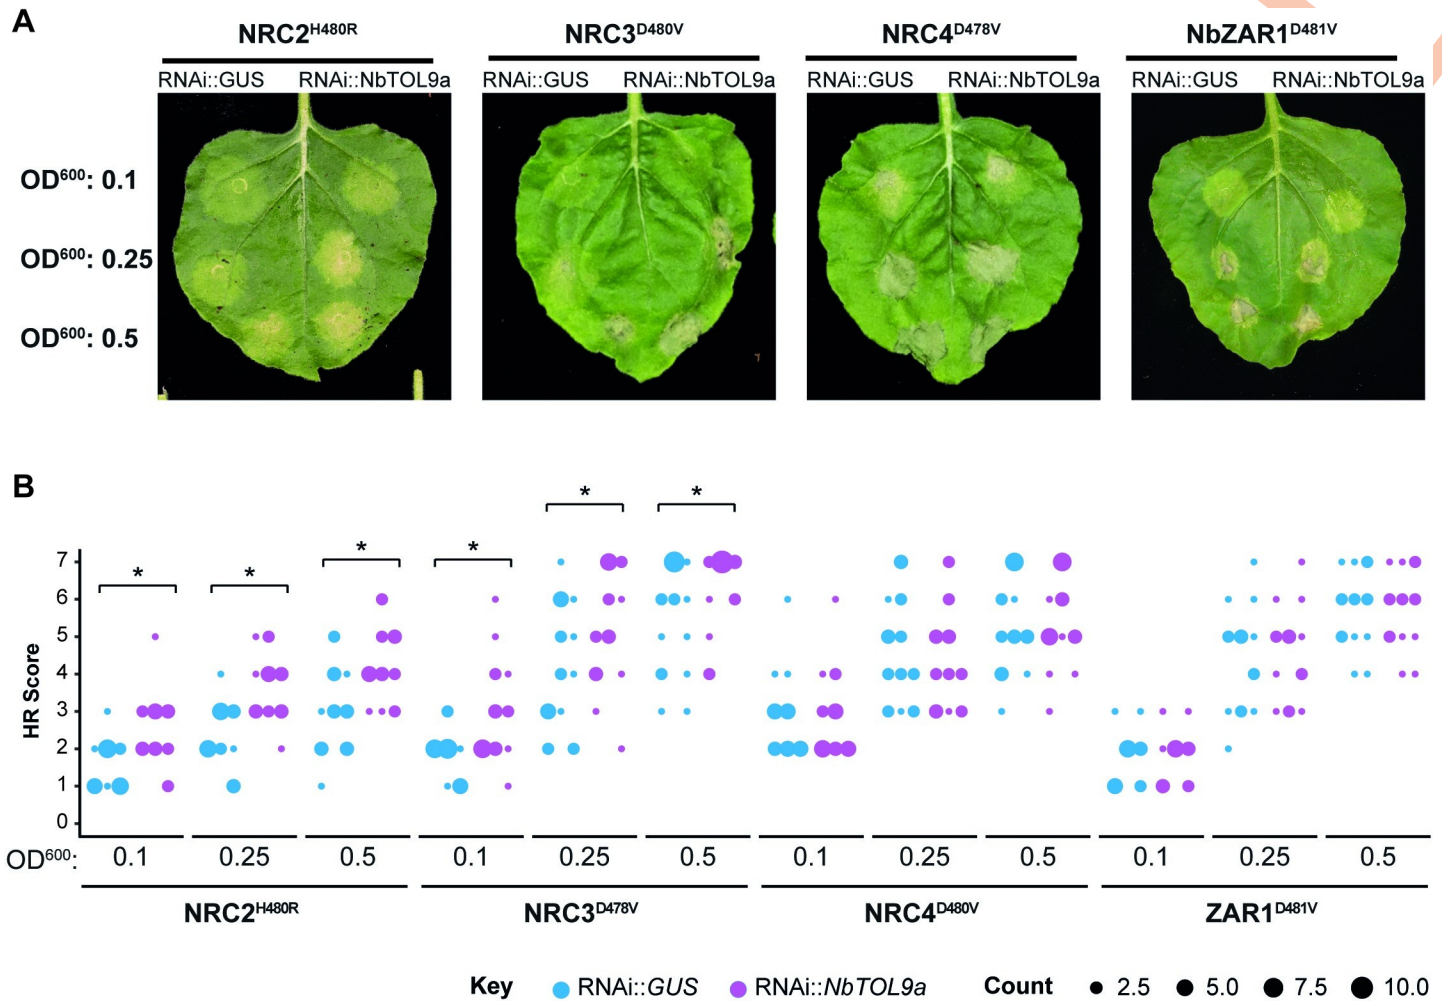 A
NRC2H480R NRC3D480V NRC4D478V NbZAR1D481V
RNAi::GUS RNAi::NbTOL9a RNAi::GUS RNAi::NbTOL9a RNAi::GUS RNAi::NbTOL9a RNAi::GUS RNAi::NbTOL9a
OD600: 0.1
OD600: 0.25
OD600: 0.5
B
* * * * * *
HR Score
7
6
5
4
3
2
1
0
OD600: 0.1 0.25 0.5 0.1 0.25 0.5 0.1 0.25 0.5 0.1 0.25 0.5
NRC2H480R NRC3D478V NRC4D480V ZAR1D481V
Key RNAi::GUS RNAi::NbTOL9a Count 2.5 5.0 7.5 10.0